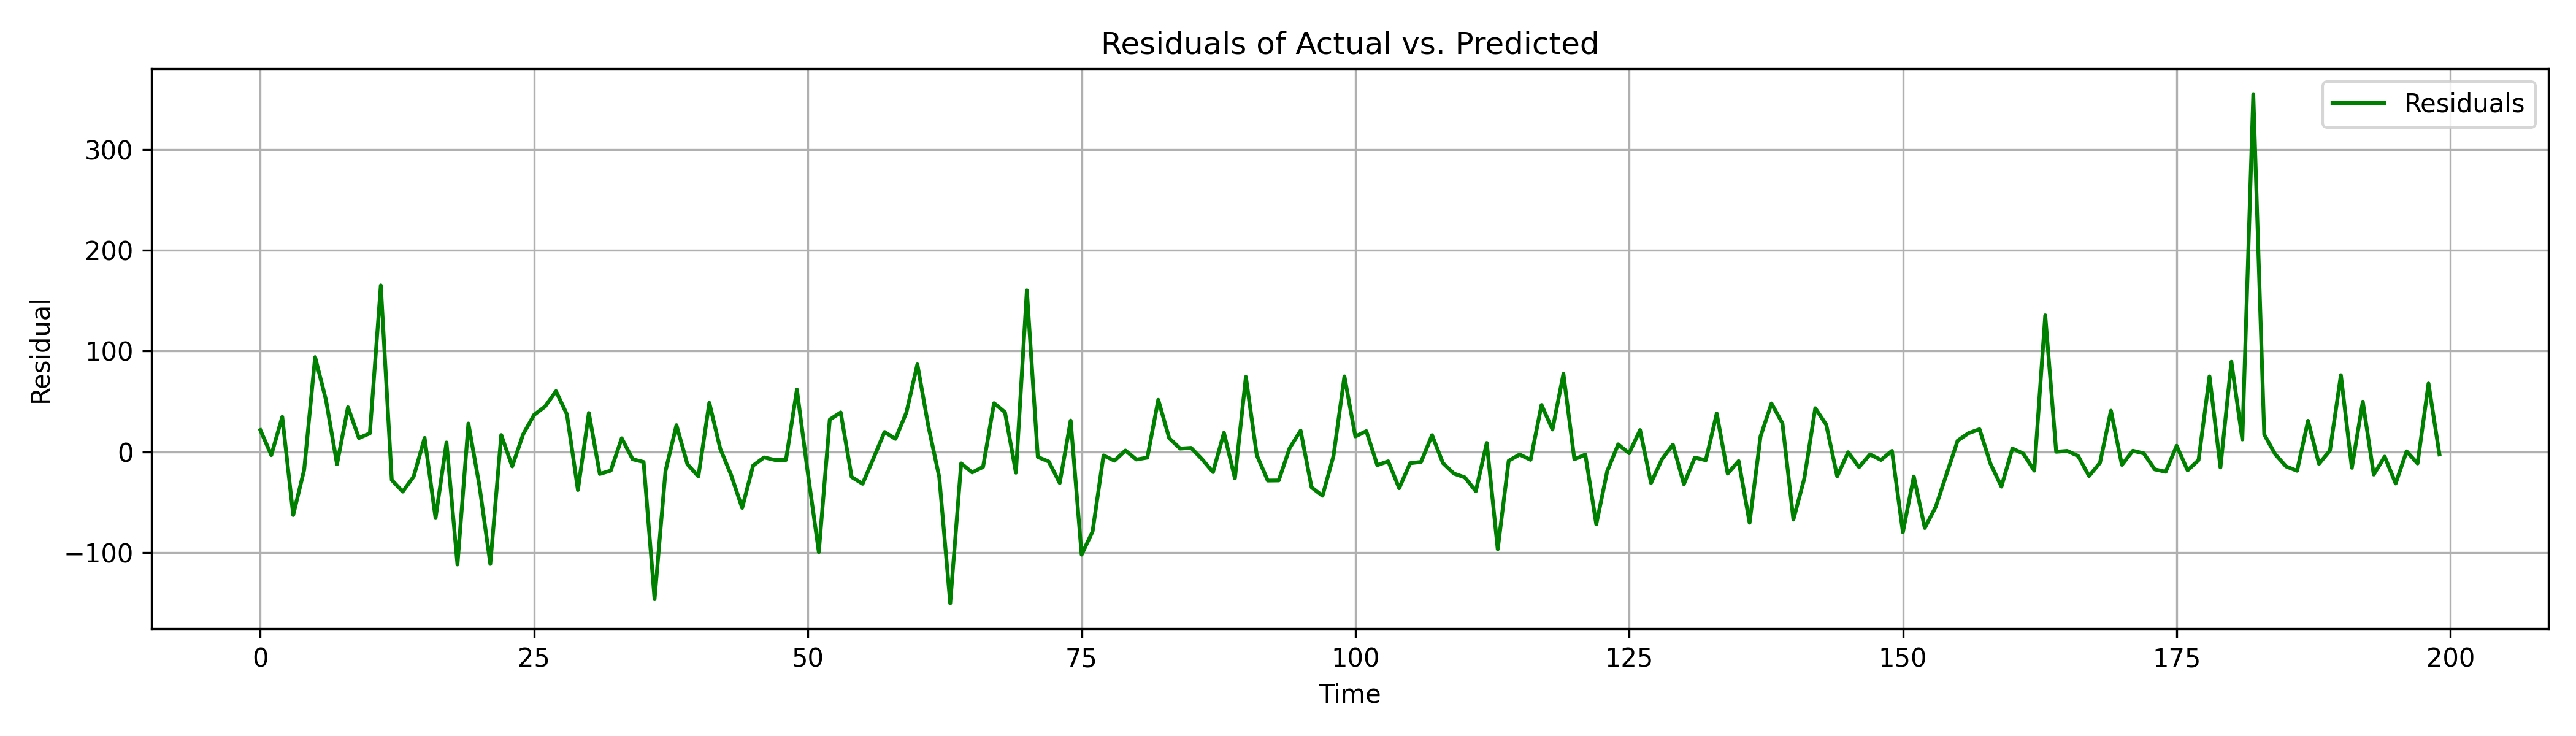 Residuals of Actual vs. Predicted
Residuals
300
200
100
0
−100
Residual
0 25 50 75 100 125 150 175 200
Time